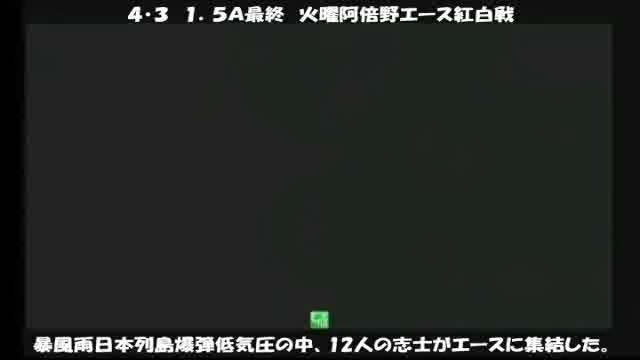 4・3 1.5A最終 火曜阿倍野エース紅白戦
暴風雨日本列島爆弾低気圧の中、12人の志士がエースに集結した。